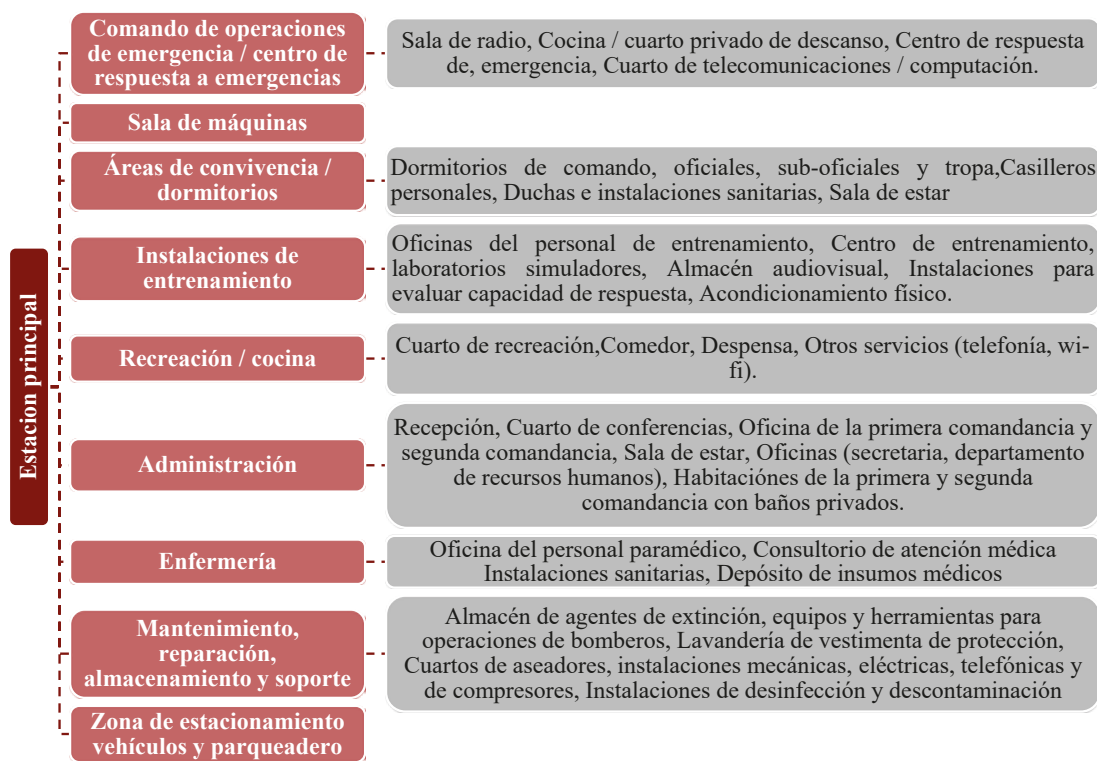 Estacion principal
Comando de operaciones
de emergencia / centro de
respuesta a emergencias
Sala de radio, Cocina / cuarto privado de descanso, Centro de respuesta
de, emergencia, Cuarto de telecomunicaciones / computación.
Sala de máquinas
Áreas de convivencia /
dormitorios
Dormitorios de comando, oficiales, sub-oficiales y tropa,Casilleros
personales, Duchas e instalaciones sanitarias, Sala de estar
Instalaciones de
entrenamiento
Oficinas del personal de entrenamiento, Centro de entrenamiento,
laboratorios simuladores, Almacén audiovisual, Instalaciones para
evaluar capacidad de respuesta, Acondicionamiento físico.
Recreación / cocina
Cuarto de recreación,Comedor, Despensa, Otros servicios (telefonía, wi-
fi).
Administración
Recepción, Cuarto de conferencias, Oficina de la primera comandancia y
segunda comandancia, Sala de estar, Oficinas (secretaria, departamento
de recursos humanos), Habitaciónes de la primera y segunda
comandancia con baños privados.
Enfermería
Oficina del personal paramédico, Consultorio de atención médica
Instalaciones sanitarias, Depósito de insumos médicos
Mantenimiento,
reparación,
almacenamiento y soporte
Almacén de agentes de extinción, equipos y herramientas para
operaciones de bomberos, Lavandería de vestimenta de protección,
Cuartos de aseadores, instalaciones mecánicas, eléctricas, telefónicas y
de compresores, Instalaciones de desinfección y descontaminación
Zona de estacionamiento
vehículos y parqueadero